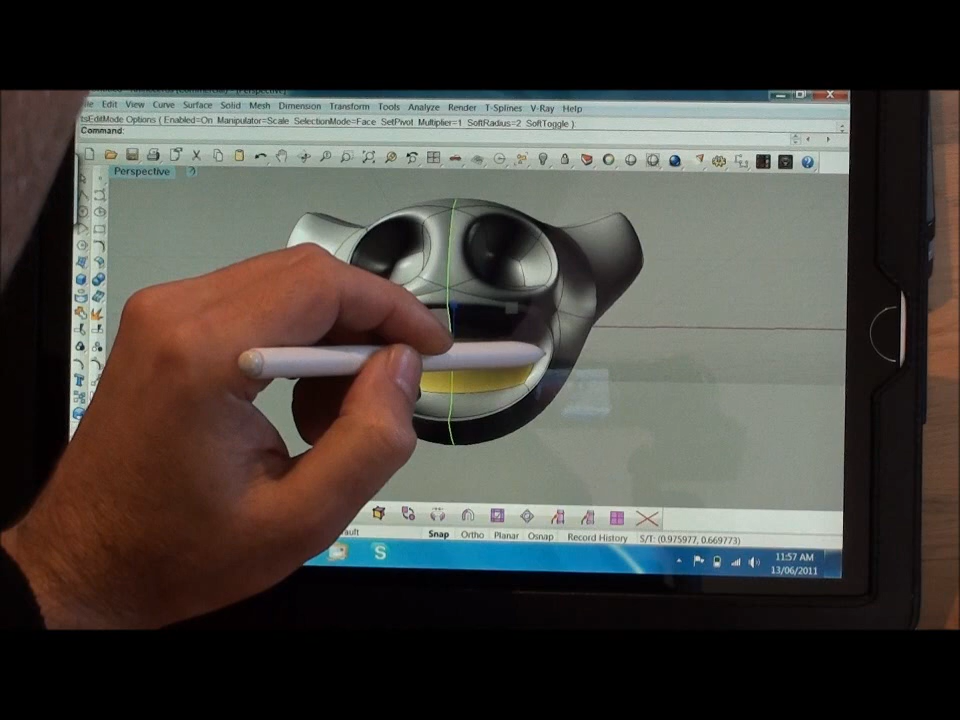 Edit View Curve Surface Solid Mesh Dimension Transform Tools Analyze Render T-Splines V-Ray Help
tsEditMode Options ( Enabled=On Manipulator=Scale SelectionMode=Face SetPivot Multiplier=1 SoftRadius=2 SoftToggle ):
Command:
Perspective
Snap Ortho Planar Osnap Record History S/T: (0.975977, 0.669773)
S
11:57 AM
13/06/2011